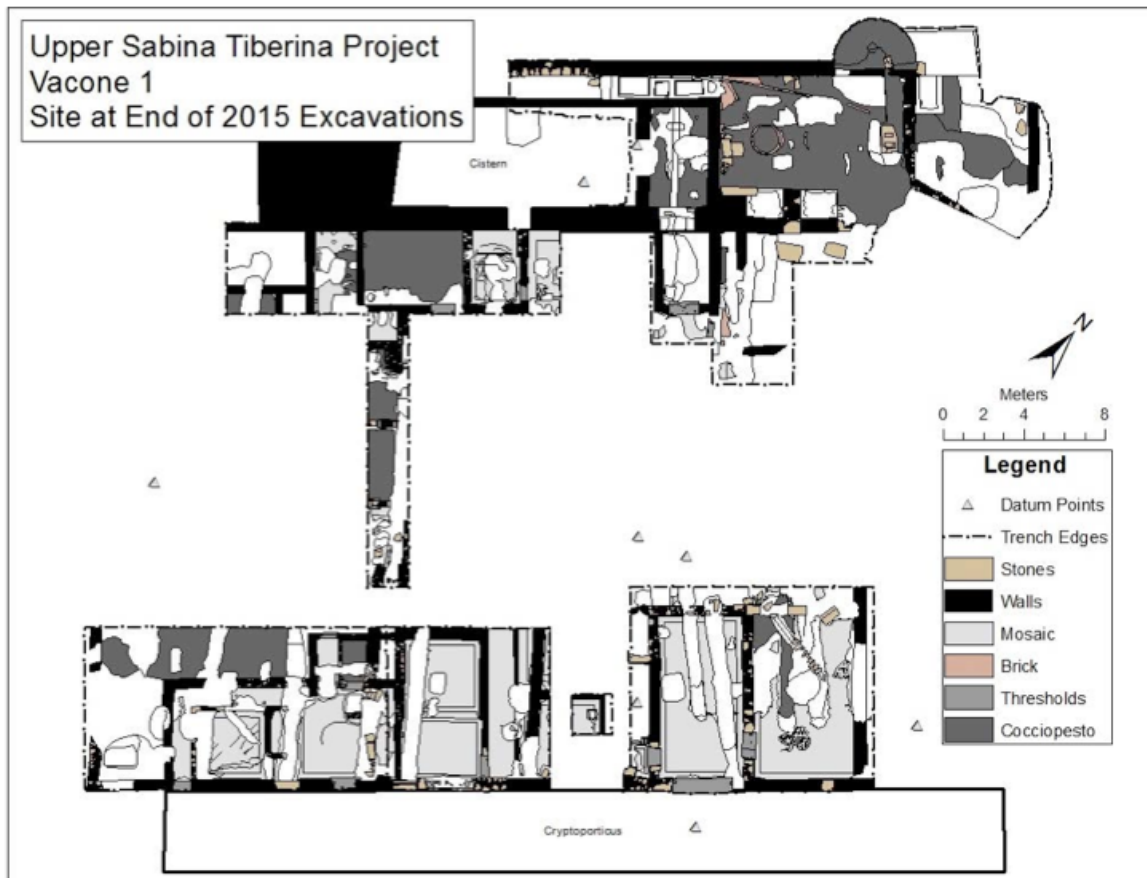 Upper Sabina Tiberina Project
Vacone 1
Site at End of 2015 Excavations
Cistern
N
Meters
0 2 4 8
Legend
Datum Points
Trench Edges
Stones
Walls
Mosaic
Brick
Thresholds
Cocciopesto
Cryptoporticus